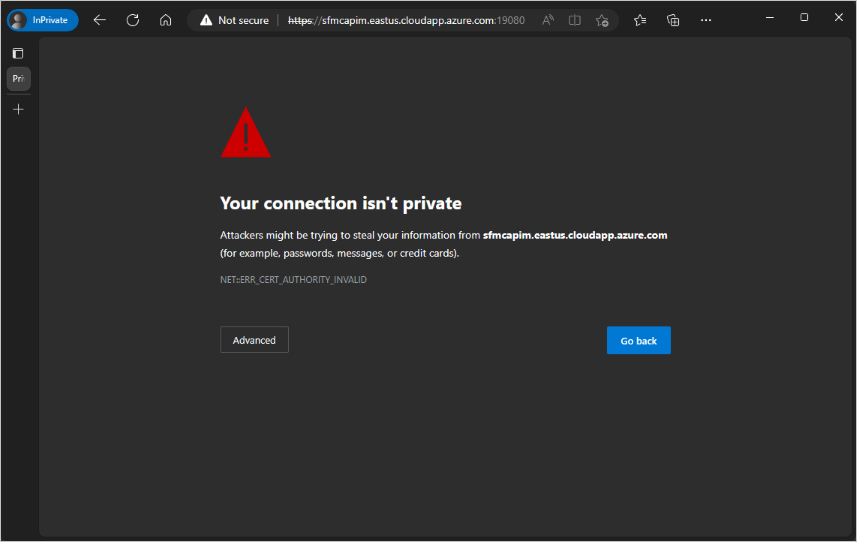 InPrivate
Not secure
https://sfmcapim.eastus.cloudapp.azure.com:19080
Pri
Your connection isn't private
Attackers might be trying to steal your information from sfmcapim.eastus.cloudapp.azure.com
(for example, passwords, messages, or credit cards).
NET::ERR_CERT_AUTHORITY_INVALID
Advanced
Go back